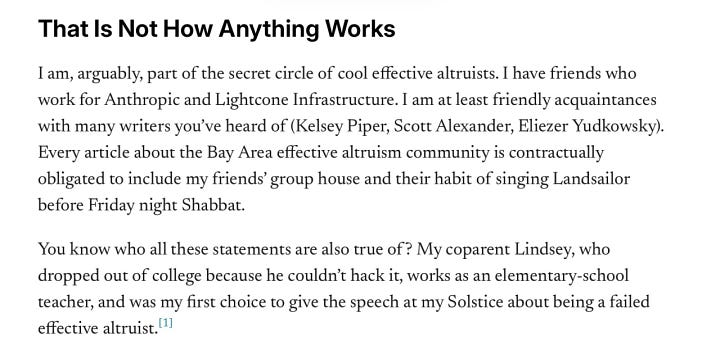 That Is Not How Anything Works
I am, arguably, part of the secret circle of cool effective altruists. I have friends who
work for Anthropic and Lightcone Infrastructure. I am at least friendly acquaintances
with many writers you’ve heard of (Kelsey Piper, Scott Alexander, Eliezer Yudkowsky).
Every article about the Bay Area effective altruism community is contractually
obligated to include my friends’ group house and their habit of singing Landsailor
before Friday night Shabbat.
You know who all these statements are also true of? My coparent Lindsey, who
dropped out of college because he couldn’t hack it, works as an elementary-school
teacher, and was my first choice to give the speech at my Solstice about being a failed
effective altruist.[1]